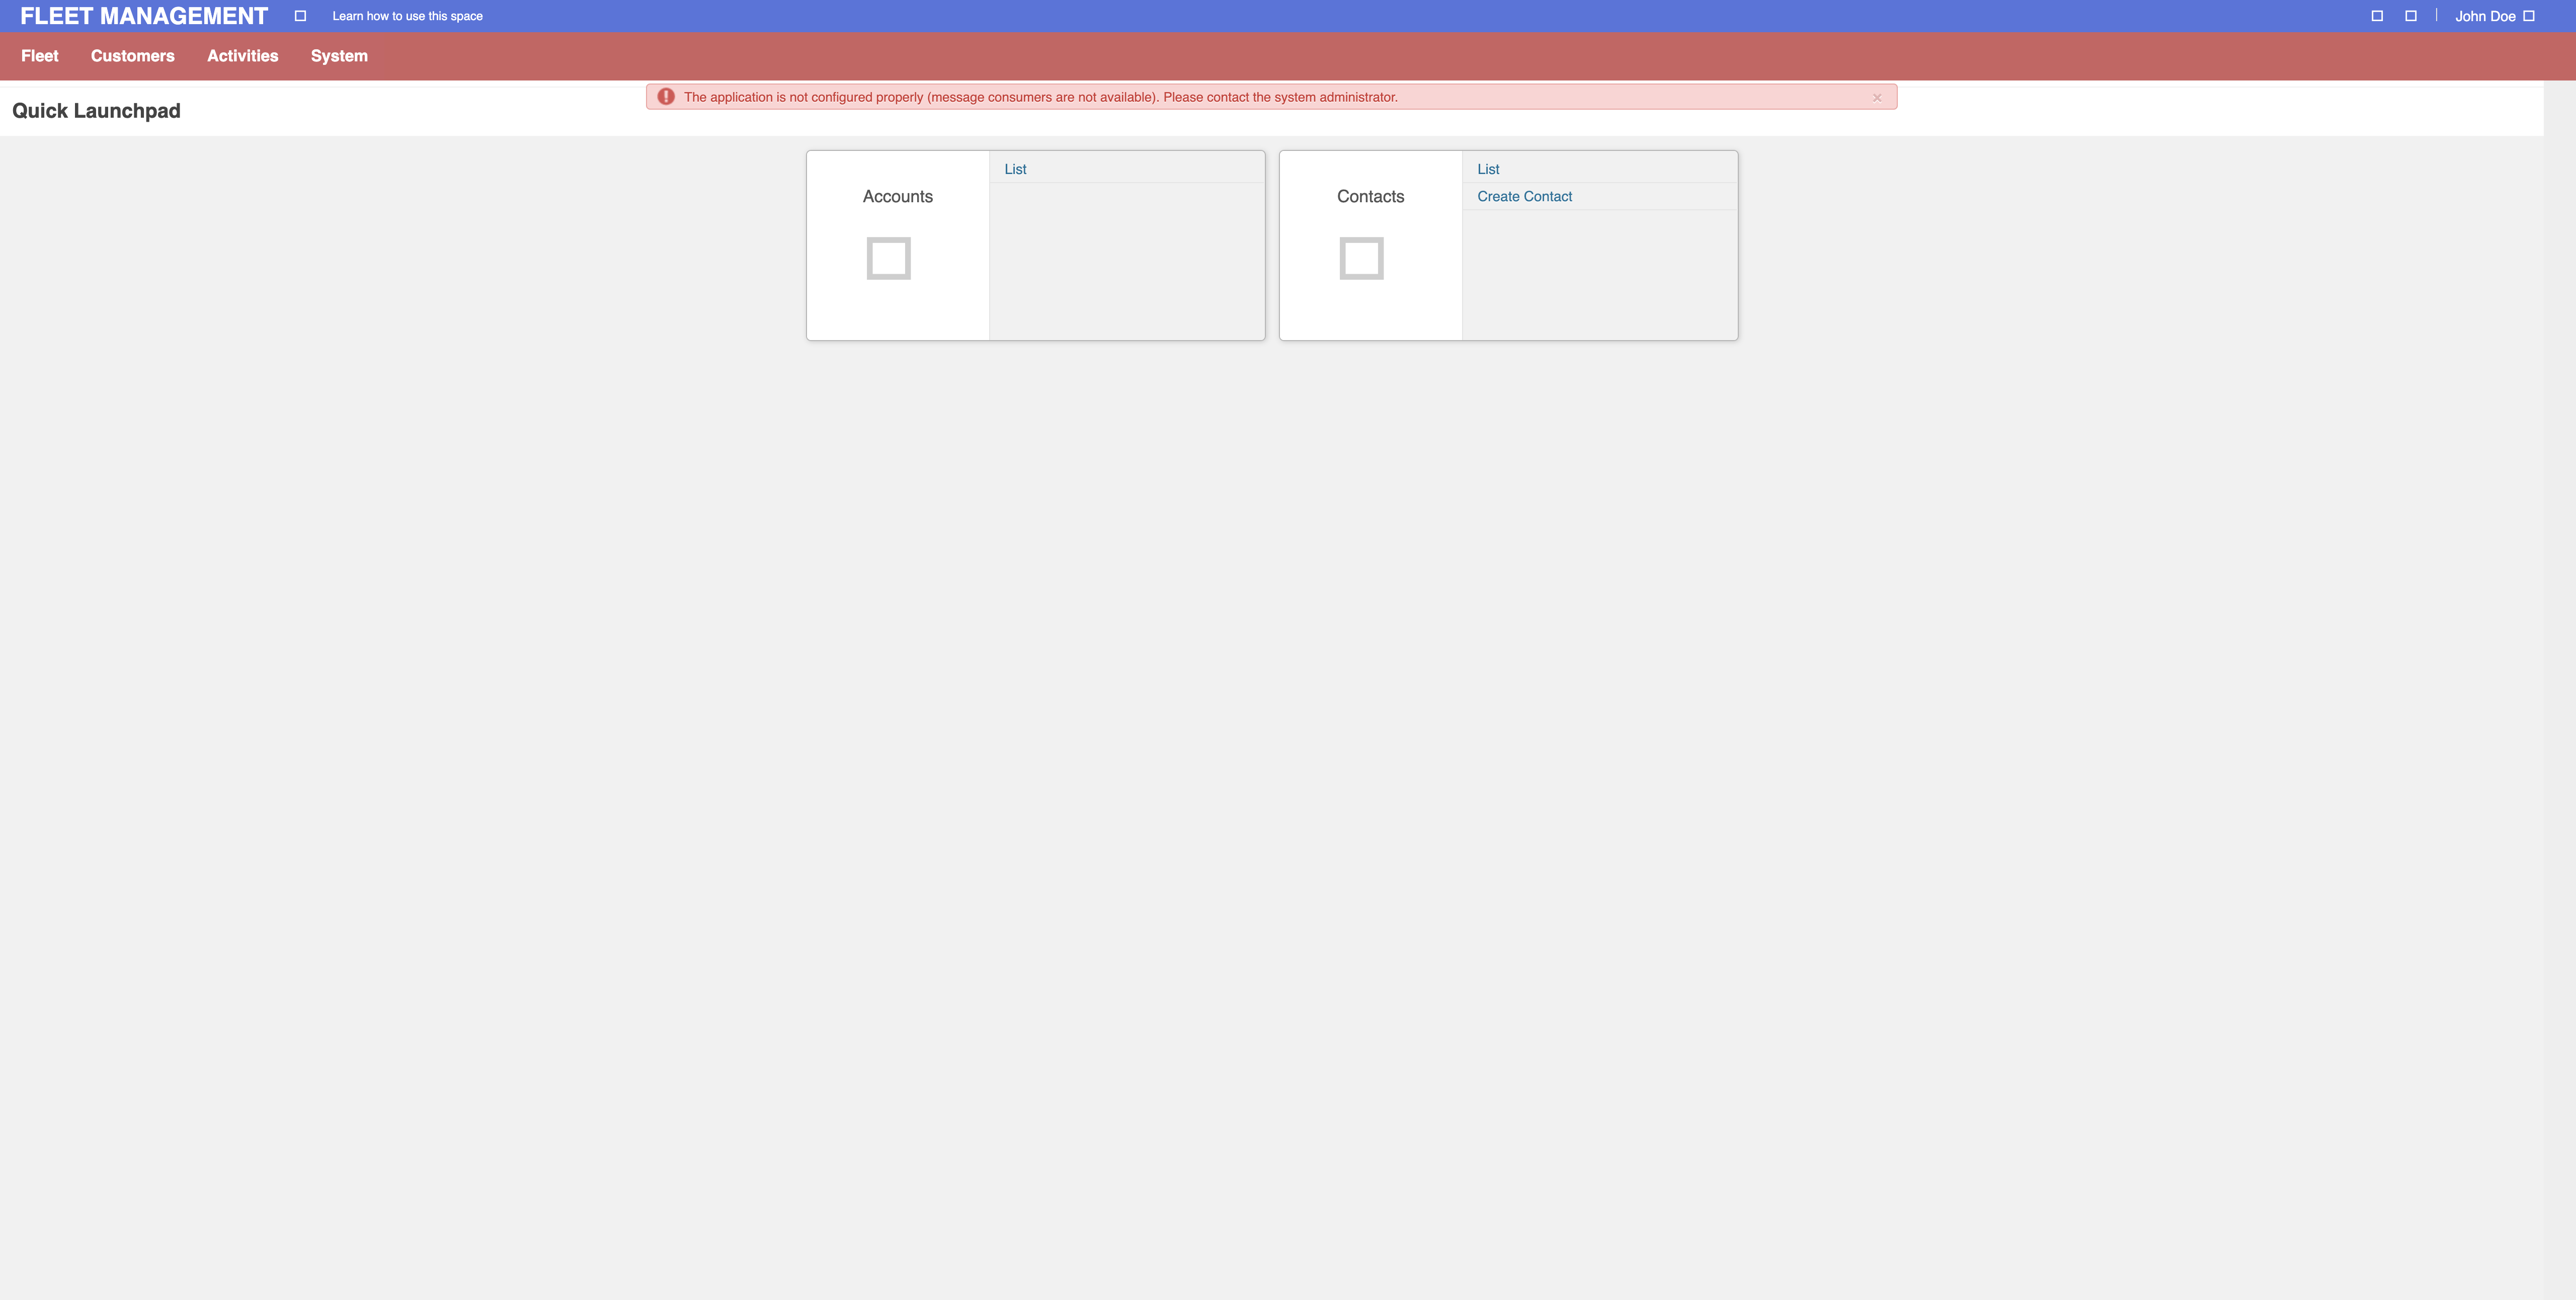 FLEET MANAGEMENT
Learn how to use this space
John Doe
Fleet
Customers
Activities
System
The application is not configured properly (message consumers are not available). Please contact the system administrator.
×
Quick Launchpad
Accounts
List
Contacts
List
Create Contact